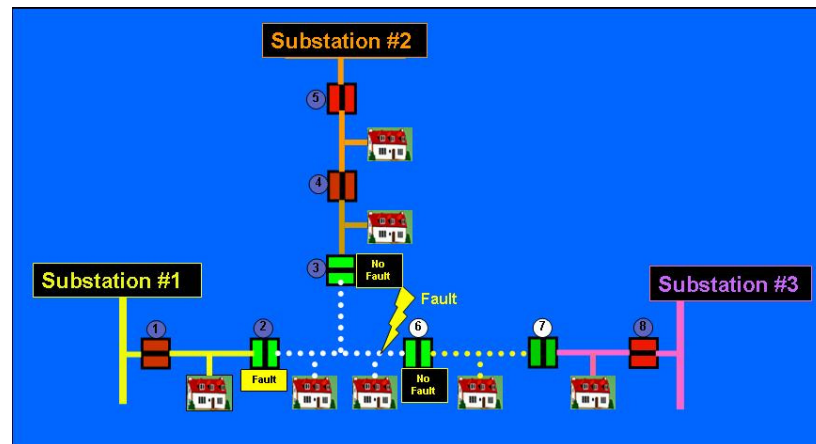 Substation #2
5
4
3
No
Fault
Substation #1
Fault
Substation #3
1
2
6
7
8
Fault
No
Fault